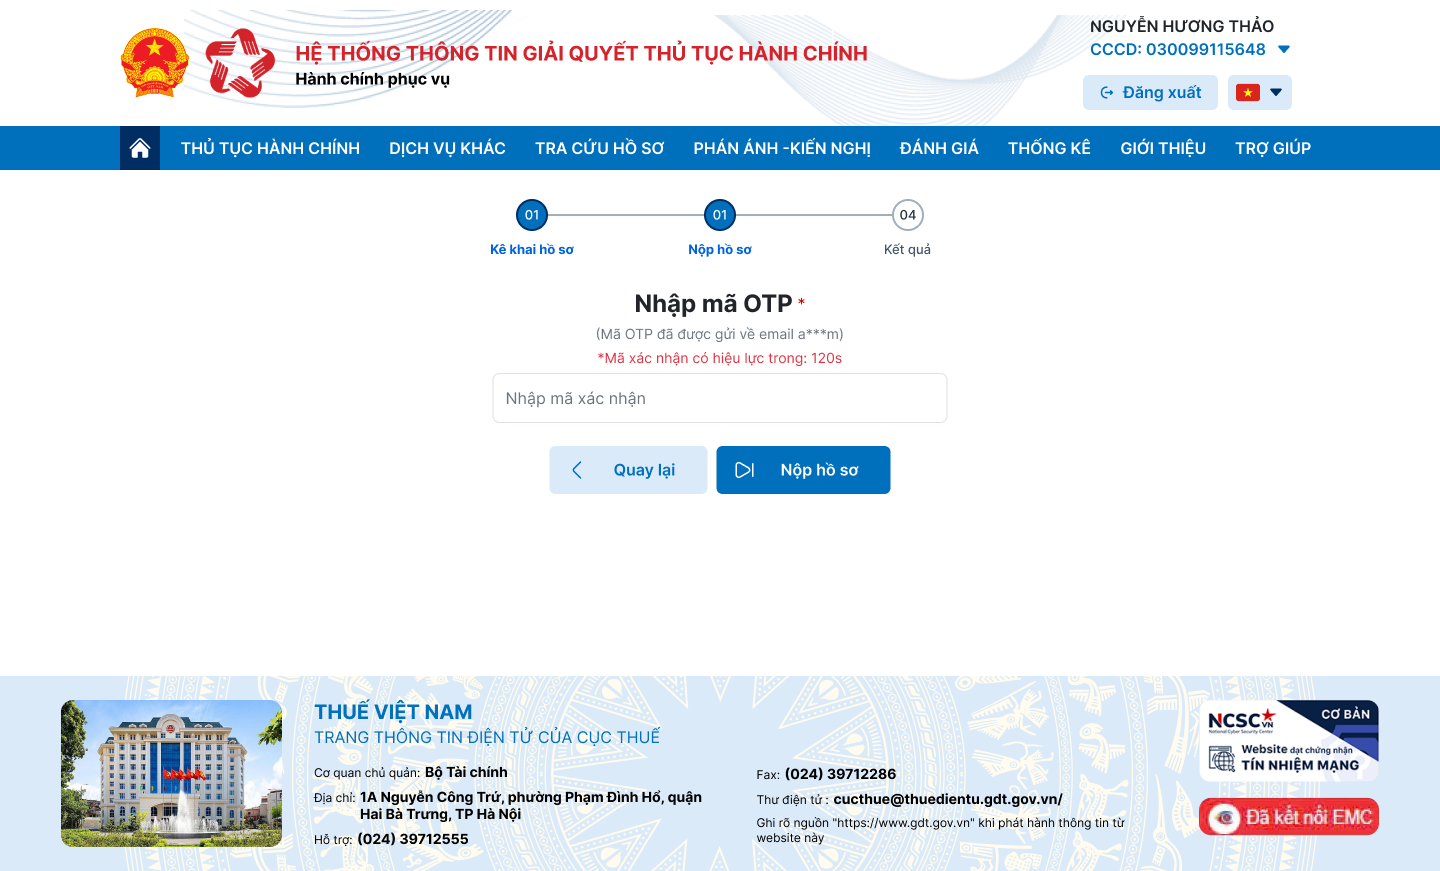 HỆ THỐNG THÔNG TIN GIẢI QUYẾT THỦ TỤC HÀNH CHÍNH
Hành chính phục vụ
NGUYỄN HƯƠNG THẢO
CCCD: 030099115648
Đăng xuất
THỦ TỤC HÀNH CHÍNH DỊCH VỤ KHÁC TRA CỨU HỒ SƠ PHÁN ÁNH -KIẾN NGHỊ ĐÁNH GIÁ THỐNG KÊ GIỚI THIỆU TRỢ GIÚP
01 01 04
Kê khai hồ sơ Nộp hồ sơ Kết quả
Nhập mã OTP *
(Mã OTP đã được gửi về email a***m)
*Mã xác nhận có hiệu lực trong: 120s
Nhập mã xác nhận
Quay lại Nộp hồ sơ
THUẾ VIỆT NAM
TRANG THÔNG TIN ĐIỆN TỬ CỦA CỤC THUẾ
Cơ quan chủ quản: Bộ Tài chính
Địa chỉ: 1A Nguyễn Công Trứ, phường Phạm Đình Hổ, quận
Hai Bà Trưng, TP Hà Nội
Hỗ trợ: (024) 39712555
Fax: (024) 39712286
Thư điện tử : cucthue@thuedientu.gdt.gov.vn/
Ghi rõ nguồn "https://www.gdt.gov.vn" khi phát hành thông tin từ
website này
CƠ BẢN
NCSC VN
National Cyber Security Center
Website đạt chứng nhận
TÍN NHIỆM MẠNG
Đã kết nối EMC